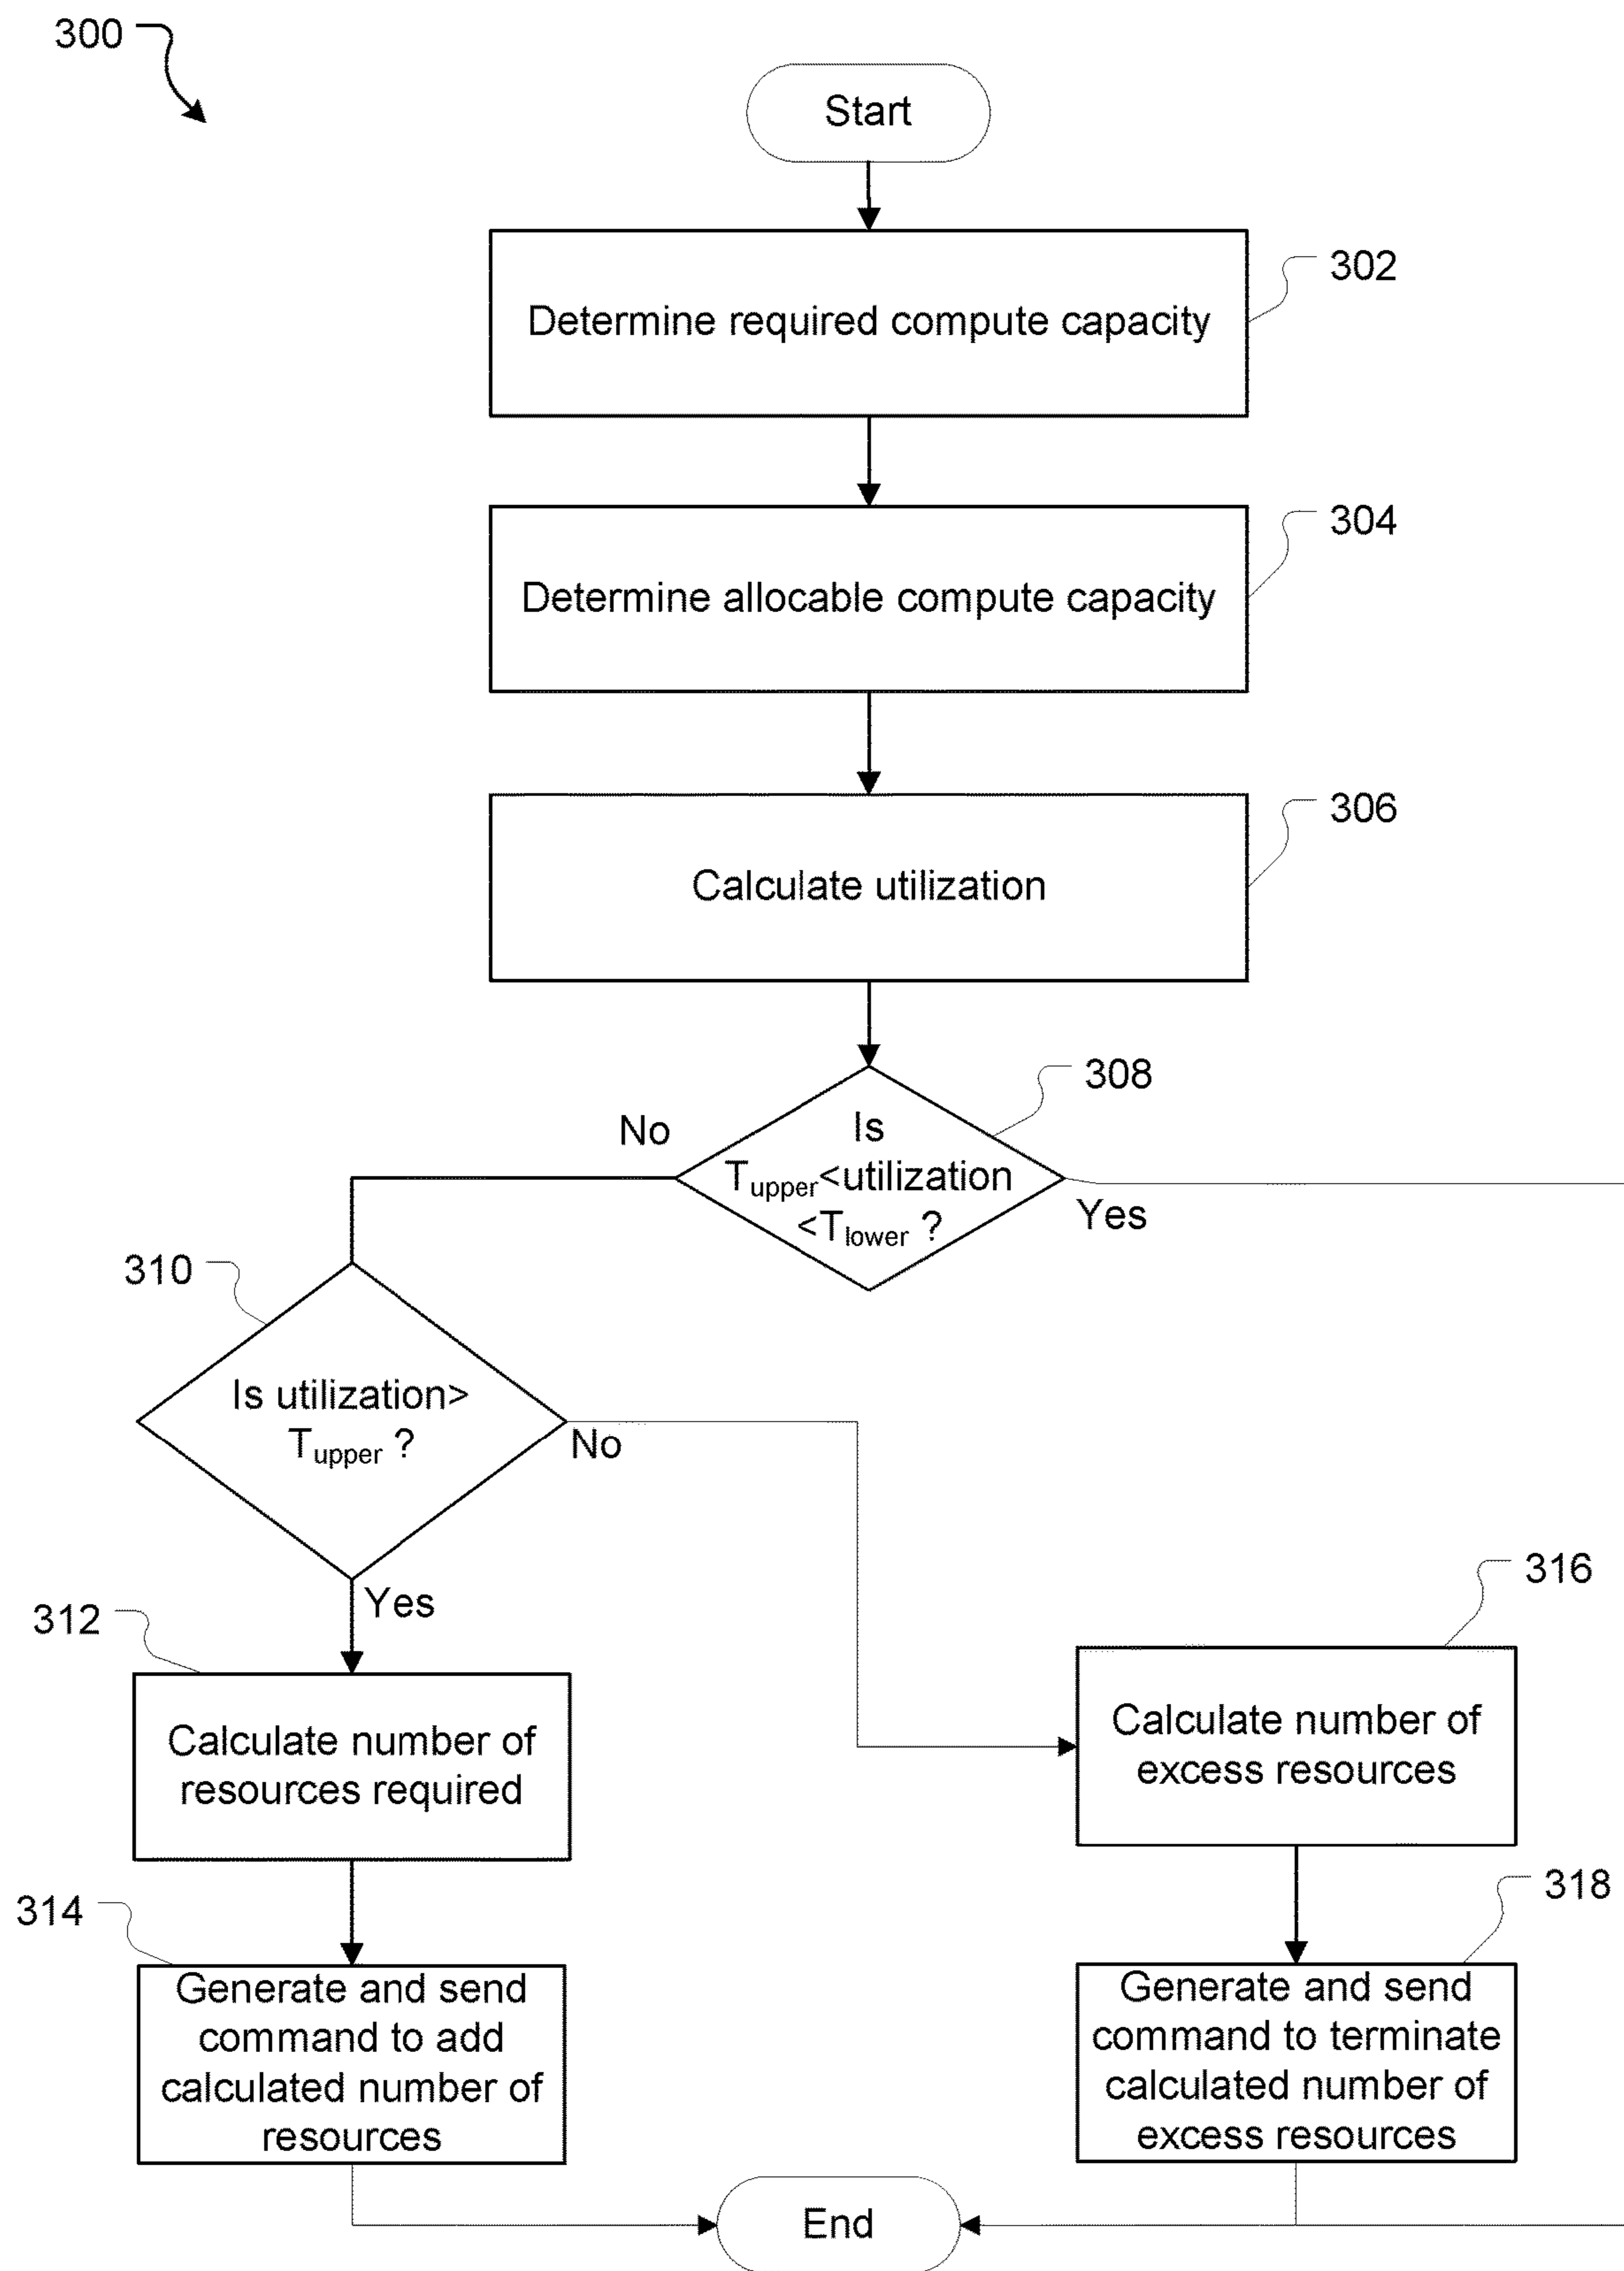 300
Start
302
Determine required compute capacity
304
Determine allocable compute capacity
306
Calculate utilization
308
No
Is
Tupper<utilization
<Tlower ?
Yes
310
Is utilization>
Tupper ?
No
Yes
312
Calculate number of
resources required
316
Calculate number of
excess resources
314
Generate and send
command to add
calculated number of
resources
318
Generate and send
command to terminate
calculated number of
excess resources
End